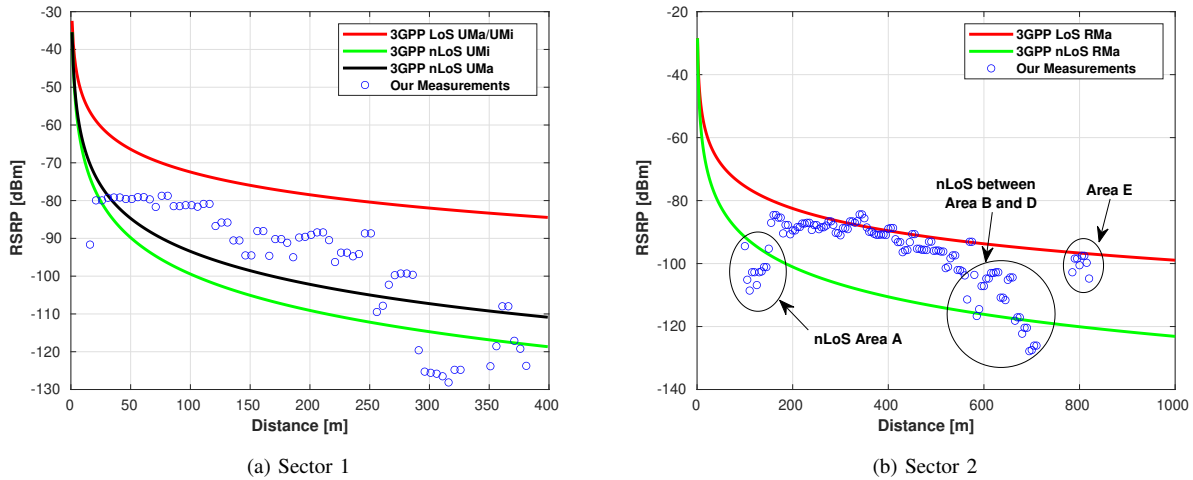 -30
-40
-50
-60
-70
-80
-90
-100
-110
-120
-130
RSRP [dBm]
0
50
100
150
200
250
300
350
400
Distance [m]
3GPP LoS UMa/UMi
3GPP nLoS UMi
3GPP nLoS UMa
Our Measurements
(a) Sector 1
-20
-40
-60
-80
-100
-120
-140
RSRP [dBm]
0
200
400
600
800
1000
Distance [m]
3GPP LoS RMa
3GPP nLoS RMa
Our Measurements
nLoS between
Area B and D
Area E
nLoS Area A
(b) Sector 2